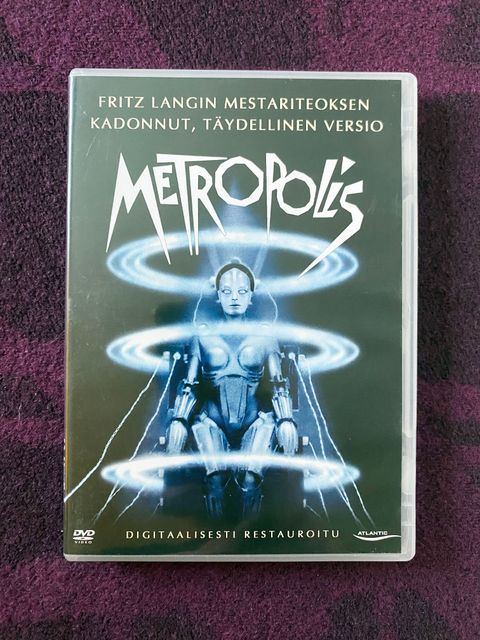 FRITZ LANGIN MESTARITEOKSEN
KADONNUT, TÄYDELLINEN VERSIO
METROPOLIS
DVD
VIDEO
DIGITAALISESTI RESTAUROITU
ATLANTIC